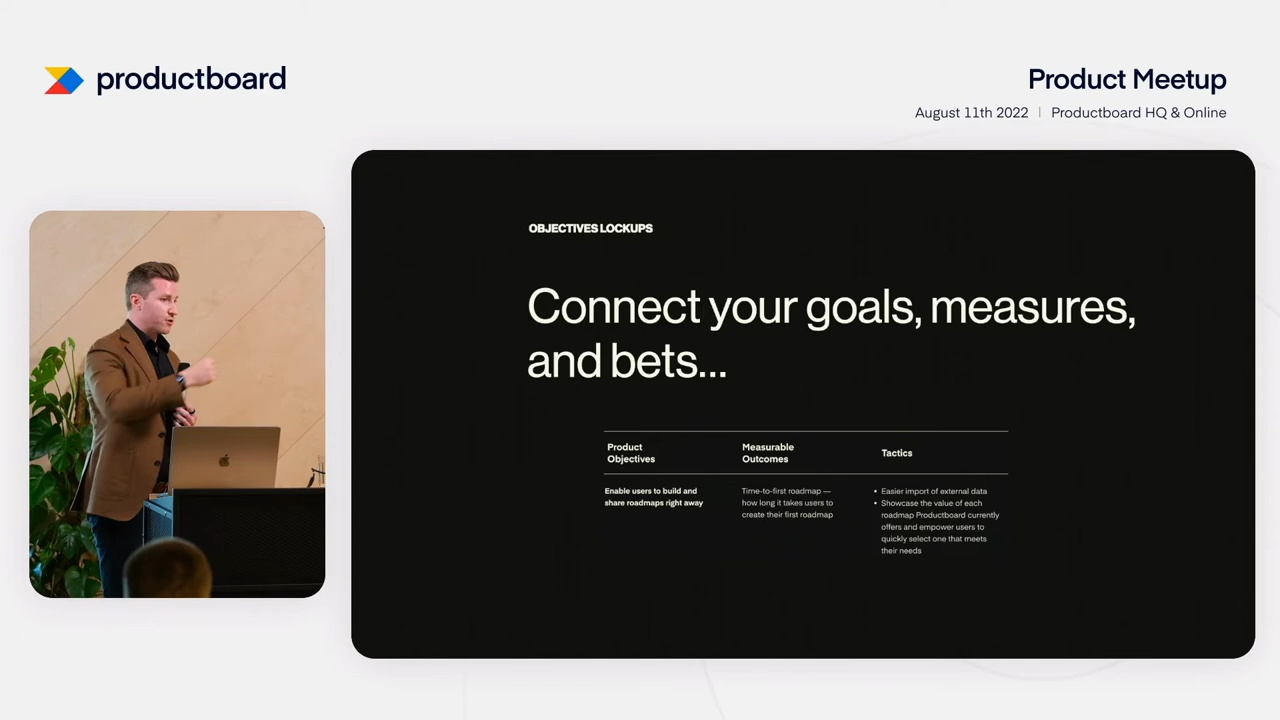 productboard
Product Meetup
August 11th 2022 | Productboard HQ & Online
OBJECTIVES LOCKUPS
Connect your goals, measures,
and bets...
Product
Objectives
Measurable
Outcomes
Tactics
Enable users to build and
share roadmaps right away
Time-to-first roadmap —
how long it takes users to
create their first roadmap
• Easier import of external data
• Showcase the value of each
roadmap Productboard currently
offers and empower users to
quickly select one that meets
their needs